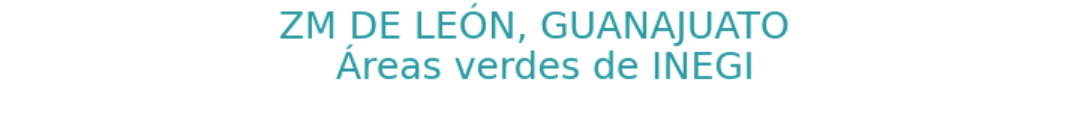 ZM DE LEÓN, GUANAJUATO
Áreas verdes de INEGI